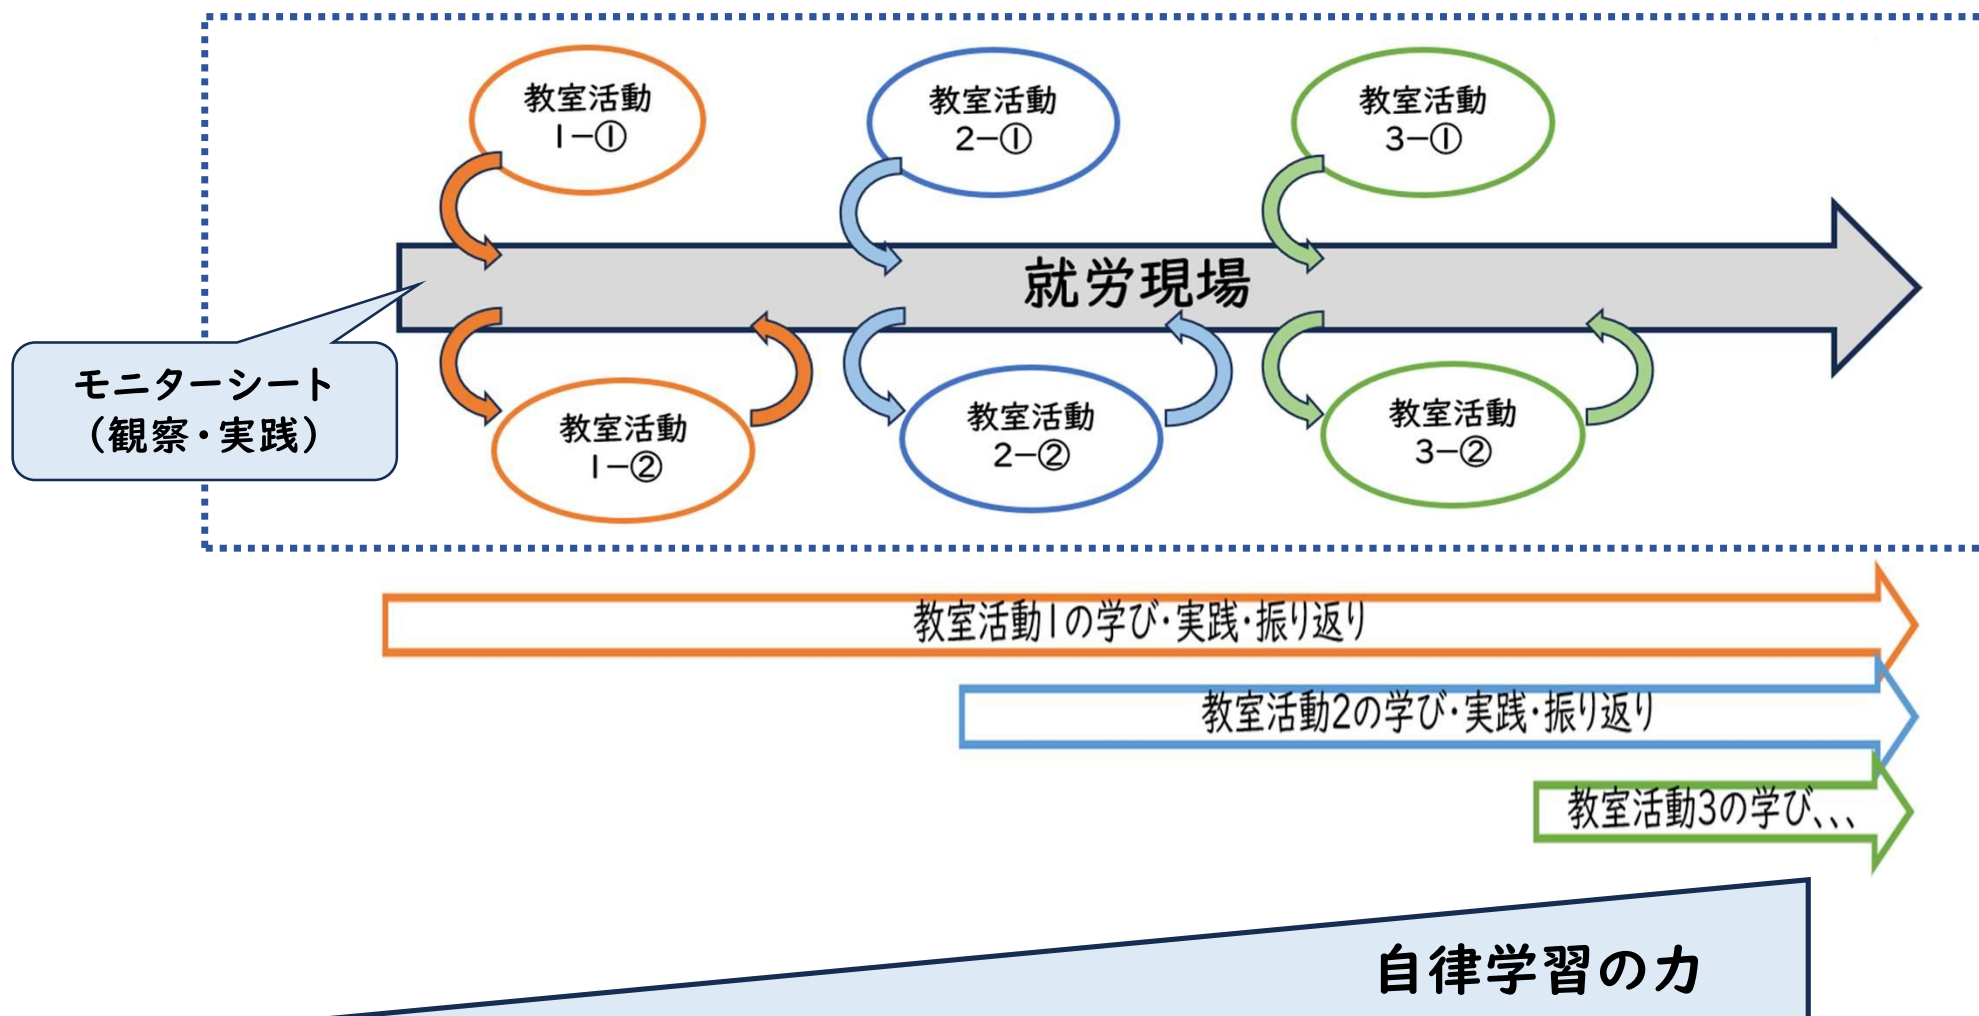 教室活動
1－①
教室活動
2－①
教室活動
3－①
就労現場
モニターシート
（観察・実践）
教室活動
1－②
教室活動
2－②
教室活動
3－②
教室活動1の学び・実践・振り返り
教室活動2の学び・実践・振り返り
教室活動3の学び、、、
自律学習の力